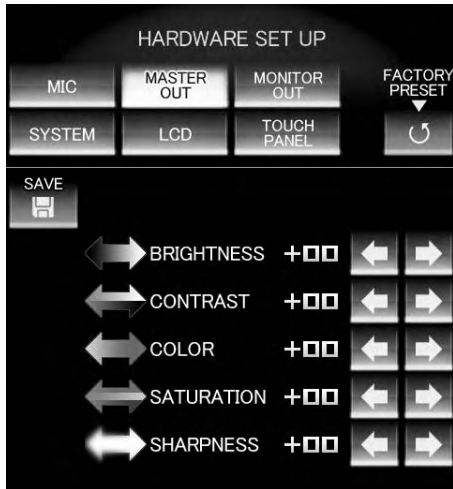 HARDWARE SET UP
MIC
MASTER
OUT
MONITOR
OUT
FACTORY
PRESET
SYSTEM
LCD
TOUCH
PANEL
SAVE
BRIGHTNESS +00
CONTRAST +00
COLOR +00
SATURATION +00
SHARPNESS +00